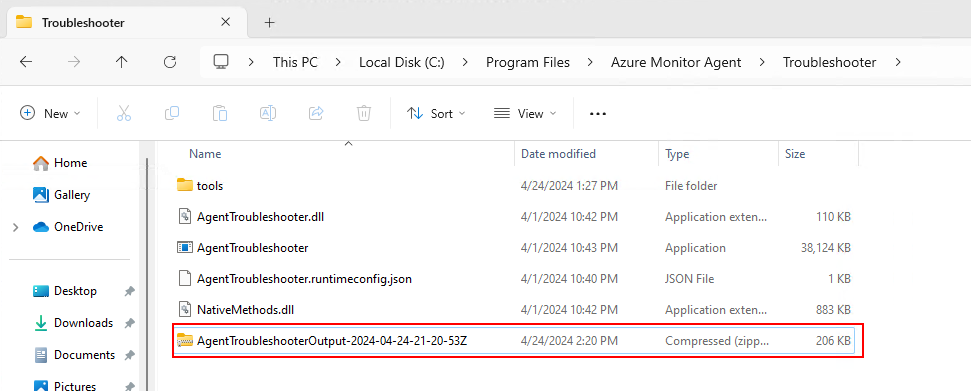 Troubleshooter
This PC > Local Disk (C:) > Program Files > Azure Monitor Agent > Troubleshooter >
New Sort View
Name Date modified Type Size
Home
Gallery
OneDrive
Desktop
Downloads
Documents
Pictures
tools 4/24/2024 1:27 PM File folder
AgentTroubleshooter.dll 4/1/2024 10:42 PM Application exten... 110 KB
AgentTroubleshooter 4/1/2024 10:43 PM Application 38,124 KB
AgentTroubleshooter.runtimeconfig.json 4/1/2024 10:40 PM JSON File 1 KB
NativeMethods.dll 4/1/2024 10:42 PM Application exten... 883 KB
AgentTroubleshooterOutput-2024-04-24-21-20-53Z 4/24/2024 2:20 PM Compressed (zipp... 206 KB